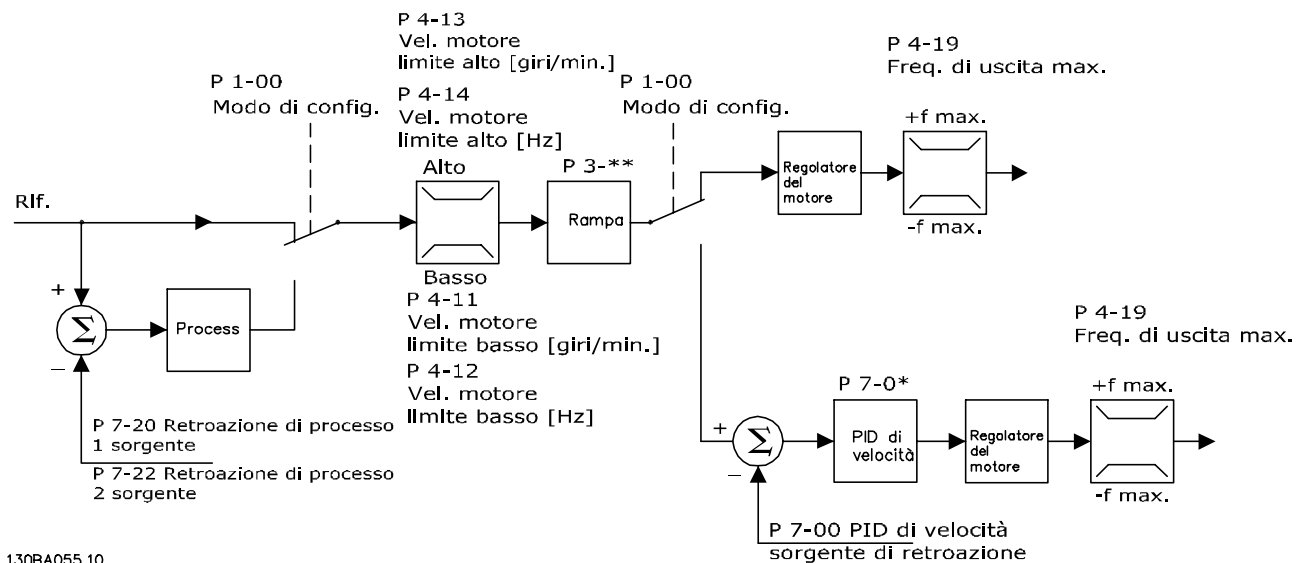 P 4-13
Vel. motore
limite alto [giri/min.]
P 4-19
Freq. di uscita max.
P 1-00
Modo di config.
P 4-14
Vel. motore
limite alto [Hz]
P 1-00
Modo di config.
+f max.
Alto
P 3-**
Regolatore
del
motore
RIf.
Rampa
-f max.
Basso
+
Σ
Process
P 4-11
Vel. motore
limite basso [giri/min.]
P 4-19
Freq. di uscita max.
−
P 4-12
Vel. motore
lImIte basso [Hz]
P 7-0*
+f max.
P 7-20 Retroazione di processo
1 sorgente
+
Σ
PID di
velocità
Regolatore
del
motore
P 7-22 Retroazione di processo
2 sorgente
−
-f max.
P 7-00 PID di velocità
sorgente di retroazione
130BA055.10